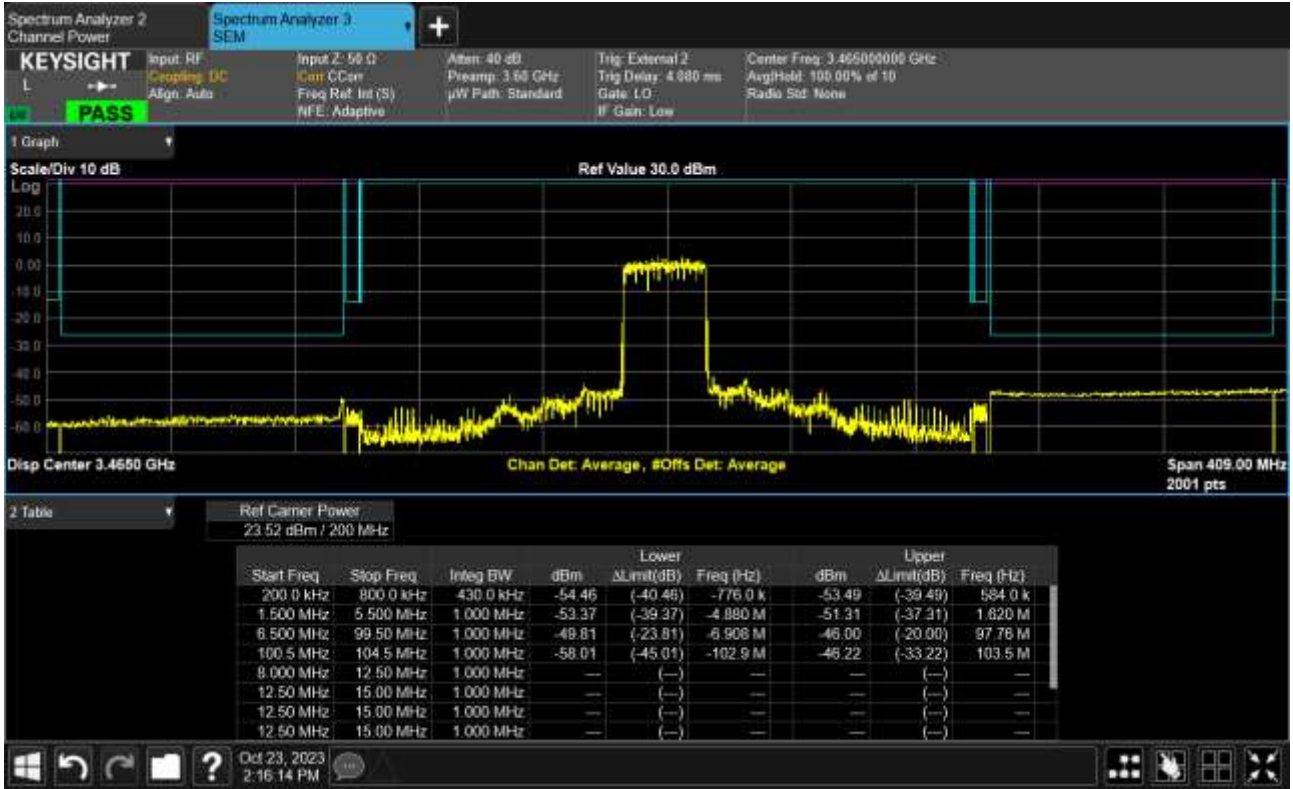 Spectrum Analyzer 2
Channel Power
Spectrum Analyzer 3
SEM
+
KEYSIGHT
L
PASS
Input: RF
Coupling: DC
Align: Auto
Input Z: 50 Ω
Corr CCorr
Freq Ref: Int (S)
NFE: Adaptive
Atten: 40 dB
Preamp: 3.60 GHz
µW Path: Standard
Trig: External 2
Trig Delay: 4.080 ms
Gate: LO
IF Gain: Low
Center Freq: 3.465000000 GHz
Avg|Hold: 100.00% of 10
Radio Std: None
1 Graph
Scale/Div 10 dB
Ref Value 30.0 dBm
Log
20.0
10.0
0.00
-10.0
-20.0
-30.0
-40.0
-50.0
-60.0
Disp Center 3.4650 GHz
Chan Det: Average, #Offs Det: Average
Span 409.00 MHz
2001 pts
2 Table
Ref Carrier Power
23.52 dBm / 200 MHz
Lower Upper
Start Freq Stop Freq Integ BW dBm ΔLimit(dB) Freq (Hz) dBm ΔLimit(dB) Freq (Hz)
200.0 kHz 800.0 kHz 430.0 kHz -54.46 (-40.46) -776.0 k -53.49 (-39.49) 584.0 k
1.500 MHz 5.500 MHz 1.000 MHz -53.37 (-39.37) -4.880 M -51.31 (-37.31) 1.620 M
6.500 MHz 99.50 MHz 1.000 MHz -49.81 (-23.81) -6.908 M -46.00 (-20.00) 97.76 M
100.5 MHz 104.5 MHz 1.000 MHz -58.01 (-45.01) -102.9 M -46.22 (-33.22) 103.5 M
8.000 MHz 12.50 MHz 1.000 MHz --- (---) --- --- (---) ---
12.50 MHz 15.00 MHz 1.000 MHz --- (---) --- --- (---) ---
12.50 MHz 15.00 MHz 1.000 MHz --- (---) --- --- (---) ---
12.50 MHz 15.00 MHz 1.000 MHz --- (---) --- --- (---) ---
?
Oct 23, 2023
2:16:14 PM